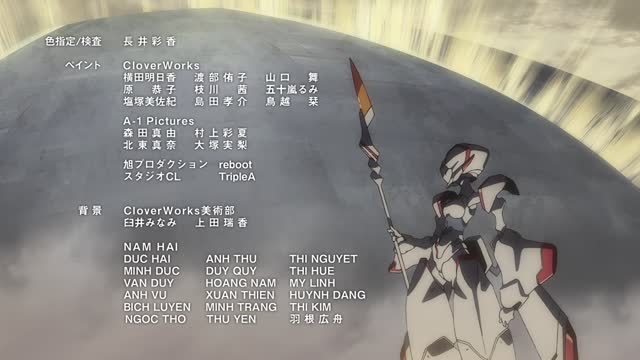 色指定/検査 長井彩香
ペイント CloverWorks
横田明日香 渡部侑子 山口舞
原恭子 枝川茜 五十嵐るみ
塩塚美佐紀 島田孝介 鳥越栞
A-1 Pictures
森田真由 村上彩夏
北東真奈 大塚実梨
旭プロダクション reboot
スタジオCL TripleA
背景 CloverWorks美術部
臼井みなみ 上田瑞香
NAM HAI
DUC HAI ANH THU THI NGUYET
MINH DUC DUY QUY THI HUE
VAN DUY HOANG NAM MY LINH
ANH VU XUAN THIEN HUYNH DANG
BICH LUYEN MINH TRANG THI KIM
NGOC THO THU YEN 羽根広舟